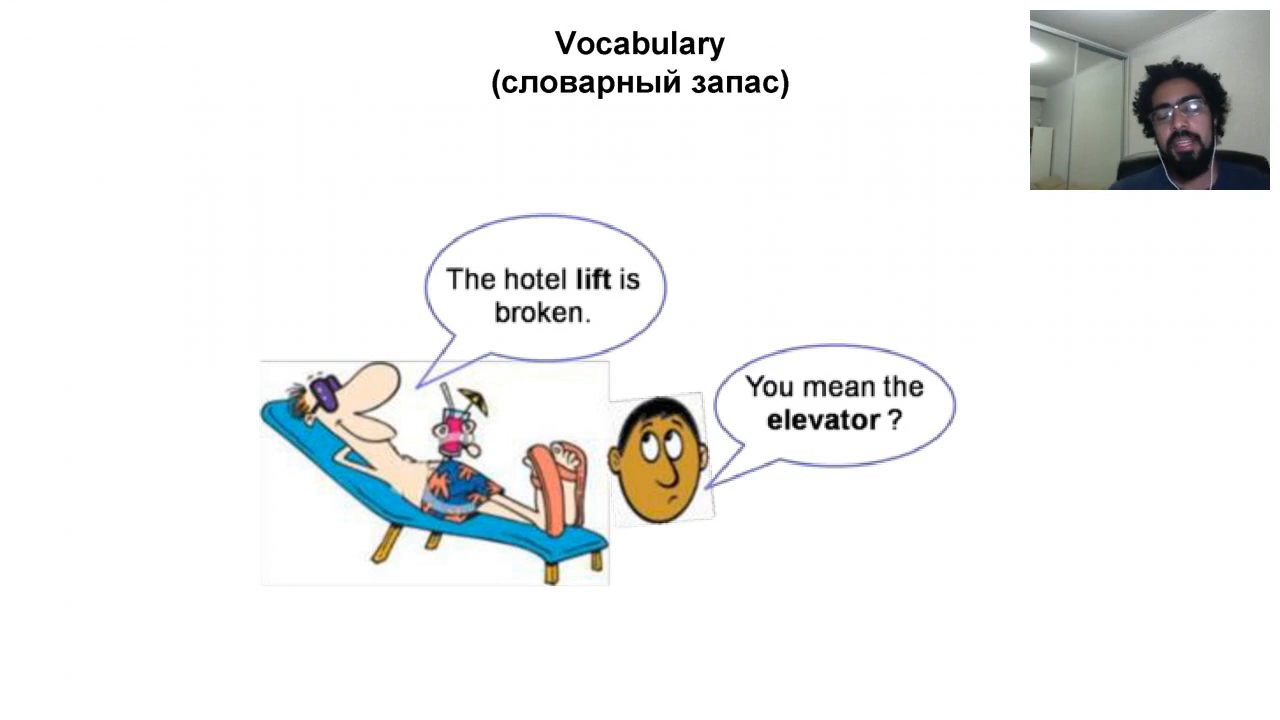 Vocabulary
(словарный запас)
The hotel lift is
broken.
You mean the
elevator ?